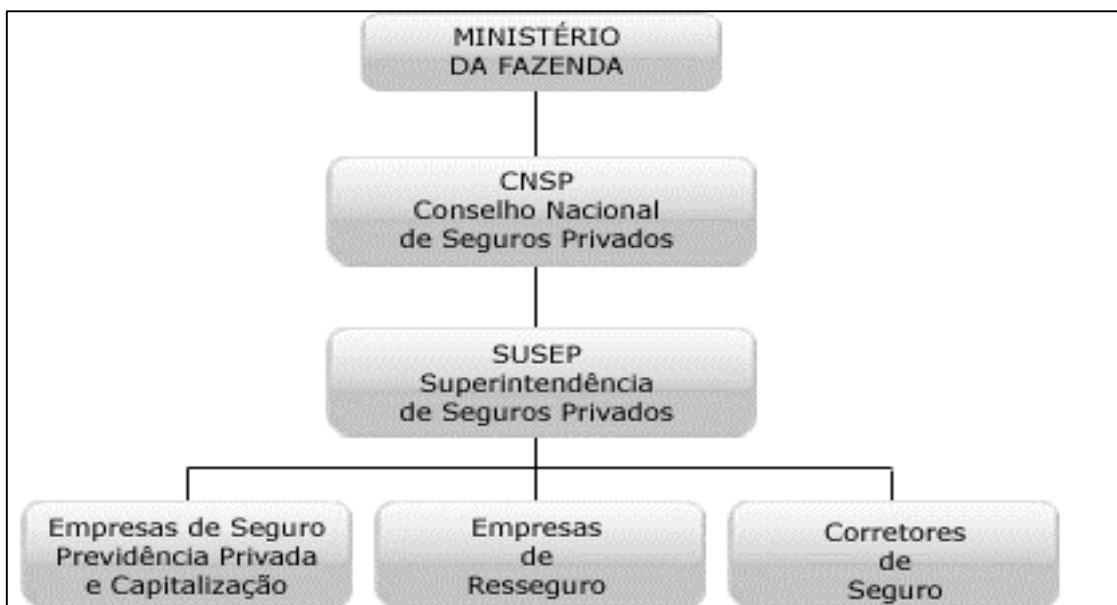 MINISTÉRIO
DA FAZENDA
CNSP
Conselho Nacional
de Seguros Privados
SUSEP
Superintendência
de Seguros Privados
Empresas de Seguro
Previdência Privada
e Capitalização
Empresas
de
Resseguro
Corretores
de
Seguro